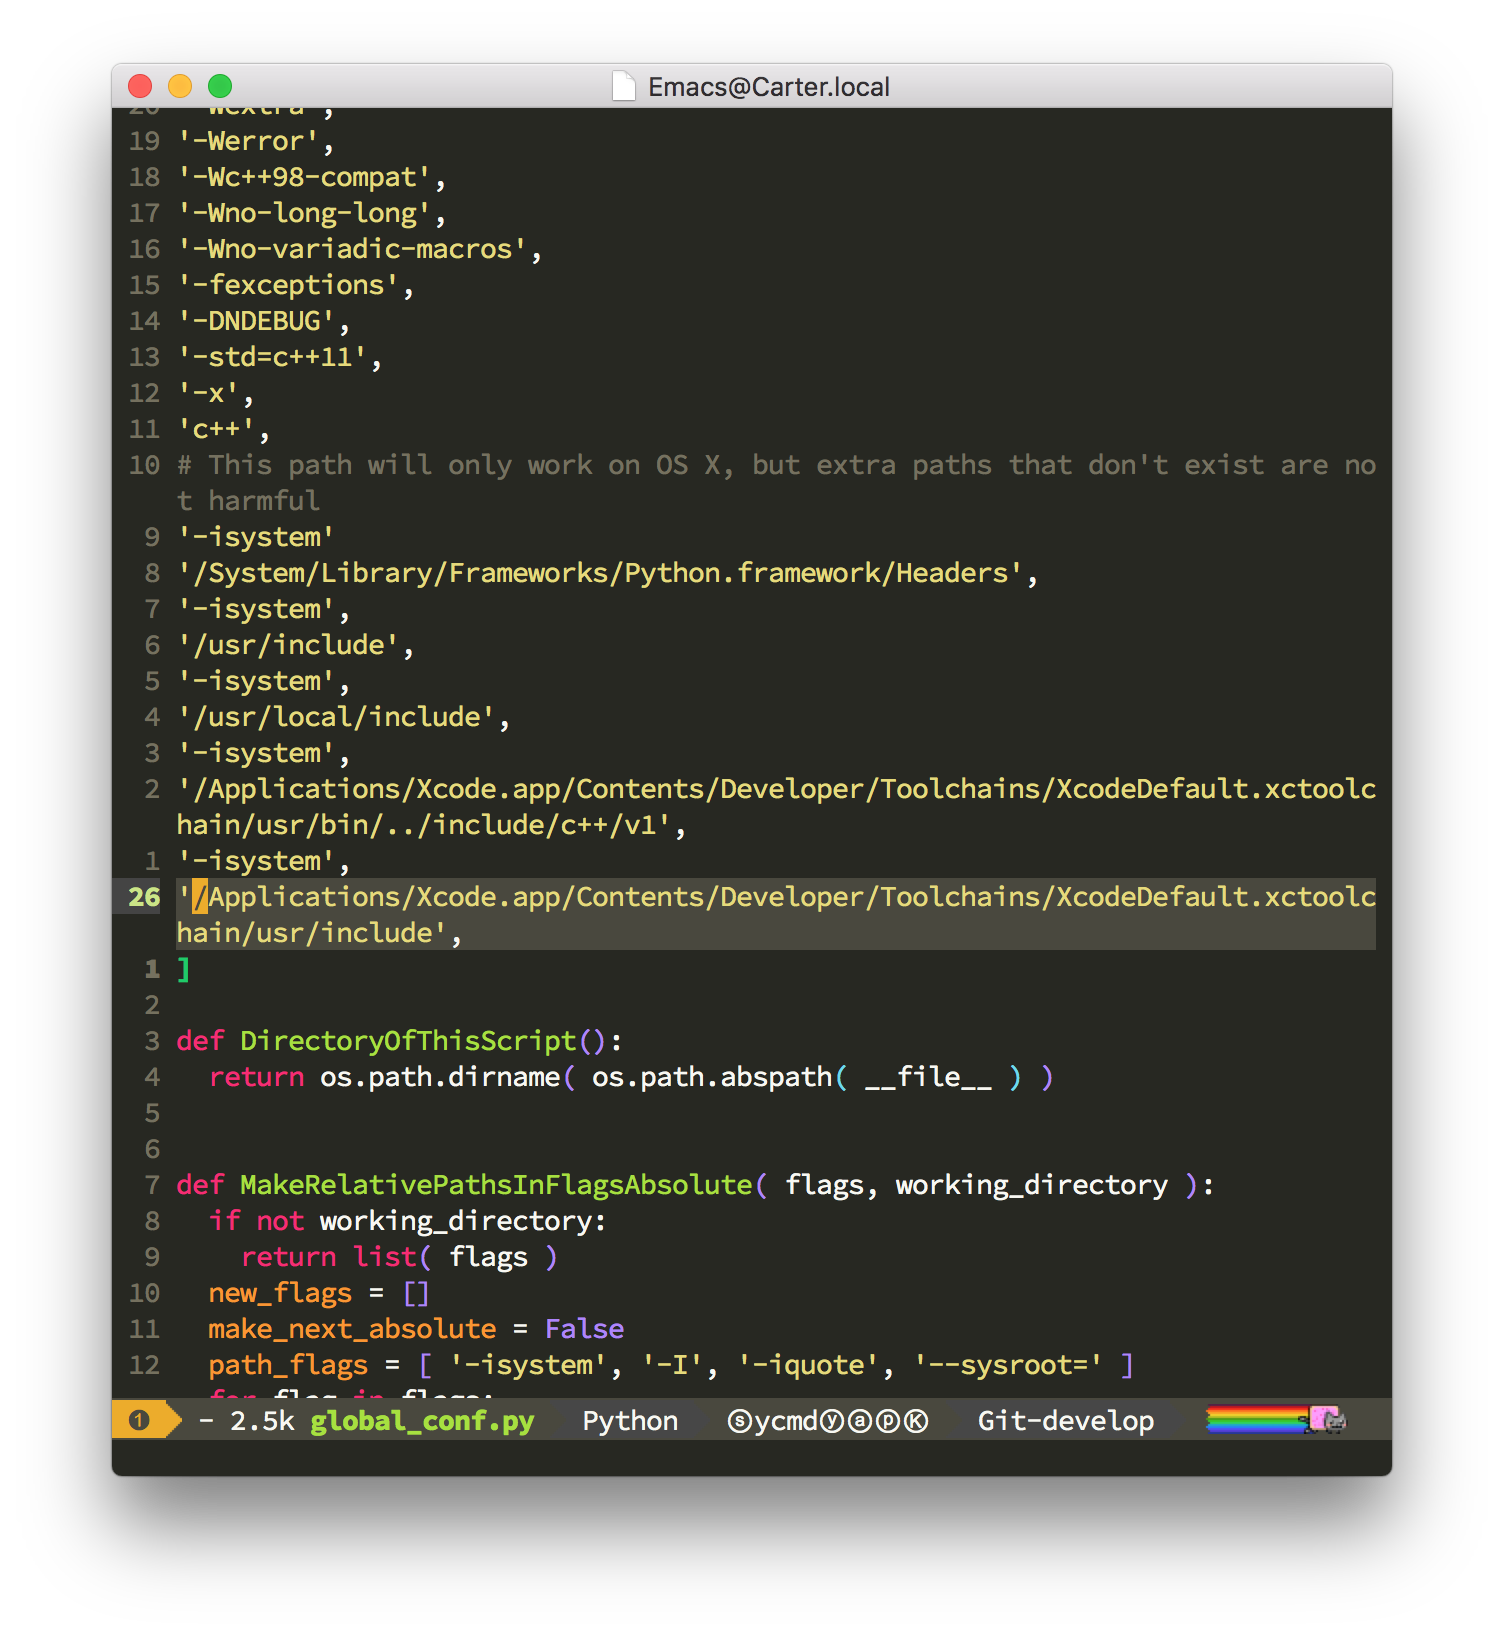 Emacs@Carter.local
20 '-Wextra',
19 '-Werror',
18 '-Wc++98-compat',
17 '-Wno-long-long',
16 '-Wno-variadic-macros',
15 '-fexceptions',
14 '-DNDEBUG',
13 '-std=c++11',
12 '-x',
11 'c++',
10 # This path will only work on OS X, but extra paths that don't exist are no
t harmful
9 '-isystem'
8 '/System/Library/Frameworks/Python.framework/Headers',
7 '-isystem',
6 '/usr/include',
5 '-isystem',
4 '/usr/local/include',
3 '-isystem',
2 '/Applications/Xcode.app/Contents/Developer/Toolchains/XcodeDefault.xctoolc
hain/usr/bin/../include/c++/v1',
1 '-isystem',
26 '/Applications/Xcode.app/Contents/Developer/Toolchains/XcodeDefault.xctoolc
hain/usr/include',
1 ]
2
3 def DirectoryOfThisScript():
4   return os.path.dirname( os.path.abspath( __file__ ) )
5
6
7 def MakeRelativePathsInFlagsAbsolute( flags, working_directory ):
8   if not working_directory:
9     return list( flags )
10   new_flags = []
11   make_next_absolute = False
12   path_flags = [ '-isystem', '-I', '-iquote', '--sysroot=' ]
for flag in flags:
❶ - 2.5k global_conf.py Python ⓢycmdⓨⓐⓟⓀ Git-develop